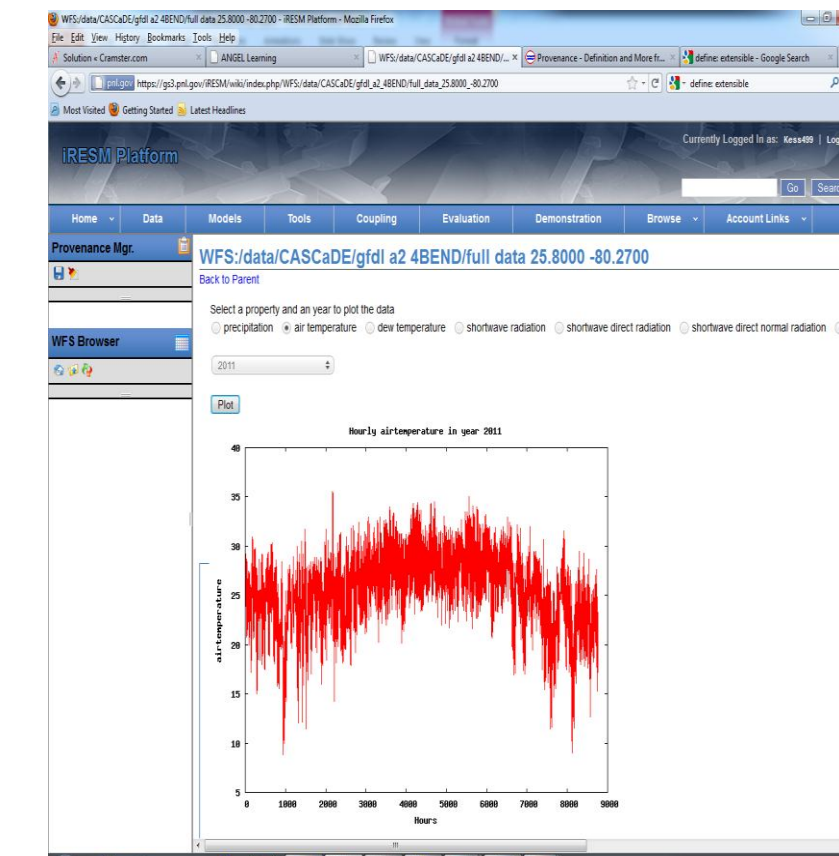 WFS:/data/CASCaDE/gfdl a2 4BEND/full data 25.8000 -80.2700 - iRESM Platform - Mozilla Firefox
File Edit View History Bookmarks Tools Help
Solution « Cramster.com ANGEL Learning WFS:/data/CASCaDE/gfdl a2 4BEND/... Provenance - Definition and More fr... define: extensible - Google Search
pnl.gov https://gs3.pnl.gov/iRESM/wiki/index.php/WFS:/data/CASCaDE/gfdl_a2_4BEND/full_data_25.8000_-80.2700 define: extensible
Most Visited Getting Started Latest Headlines
Currently Logged In as: Kess499 | Log
iRESM Platform
Go Searc
Home Data Models Tools Coupling Evaluation Demonstration Browse Account Links
Provenance Mgr.
WFS:/data/CASCaDE/gfdl a2 4BEND/full data 25.8000 -80.2700
Back to Parent
Select a property and an year to plot the data
precipitation air temperature dew temperature shortwave radiation shortwave direct radiation shortwave direct normal radiation
WFS Browser
2011
Plot
Hourly airtemperature in year 2011
40
35
30
25
20
15
10
5
airtemperature
0 1000 2000 3000 4000 5000 6000 7000 8000 9000
Hours